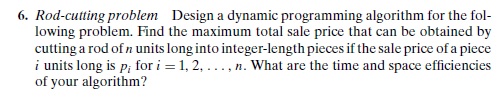 6. Rod-cutting problem Design a dynamic programming algorithm for the fol-
lowing problem. Find the maximum total sale price that can be obtained by
cutting a rod of n units long into integer-length pieces if the sale price of a piece
i units long is pᵢ for i = 1, 2, . . . , n. What are the time and space efficiencies
of your algorithm?